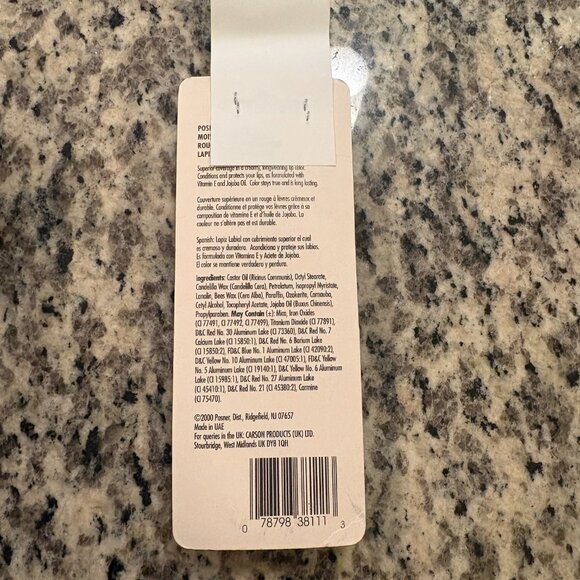 POSN
MOIS
ROU
LAPI
Superior coverage in a creamy, longwearing lip color.
Conditions and protects your lips, as formulated with
Vitamin E and Jojoba Oil. Color stays true and is long lasting.
Couverture supérieure en un rouge à lèvres crémeux et
durable. Conditionne et protège vos lèvres grâce à sa
composition de vitamine E et d'huile de Jojoba. La
couleur ne s'altère pas et est durable.
Spanish: Lapiz Labial con cubrimiento superior el cual
es cremoso y duradero. Acondiciona y protege sus labios.
Es formulada con Vitamina E y Aciete de Jojoba.
El color se mantiene verdadero y perdura.
Ingredients: Castor Oil (Ricinus Communis), Octyl Stearate,
Candelilla Wax (Candelilla Cera), Petrolatum, Isopropyl Myristate,
Lanolin, Bees Wax (Cera Alba), Paraffin, Ozokerite, Carnauba,
Cetyl Alcohol, Tocopheryl Acetate, Jojoba Oil (Buxus Chinensis),
Propylparaben. May Contain (±): Mica, Iron Oxides
(CI 77491, CI 77492, CI 77499), Titanium Dioxide (CI 77891),
D&C Red No. 30 Aluminum Lake (CI 73360), D&C Red No. 7
Calcium Lake (CI 15850:1), D&C Red No. 6 Barium Lake
(CI 15850:2), FD&C Blue No. 1 Aluminum Lake (CI 42090:2),
D&C Yellow No. 10 Aluminum Lake (CI 47005:1), FD&C Yellow
No. 5 Aluminum Lake (CI 19140:1), D&C Yellow No. 6 Aluminum
Lake (CI 15985:1), D&C Red No. 27 Aluminum Lake
(CI 45410:1), D&C Red No. 21 (CI 45380:2), Carmine
(CI 75470).
©2000 Posner, Dist., Ridgefield, NJ 07657
Made in UAE
For queries in the UK: CARSON PRODUCTS (UK) LTD.
Stourbridge, West Midlands UK DY8 1QH
0 78798 38111 3